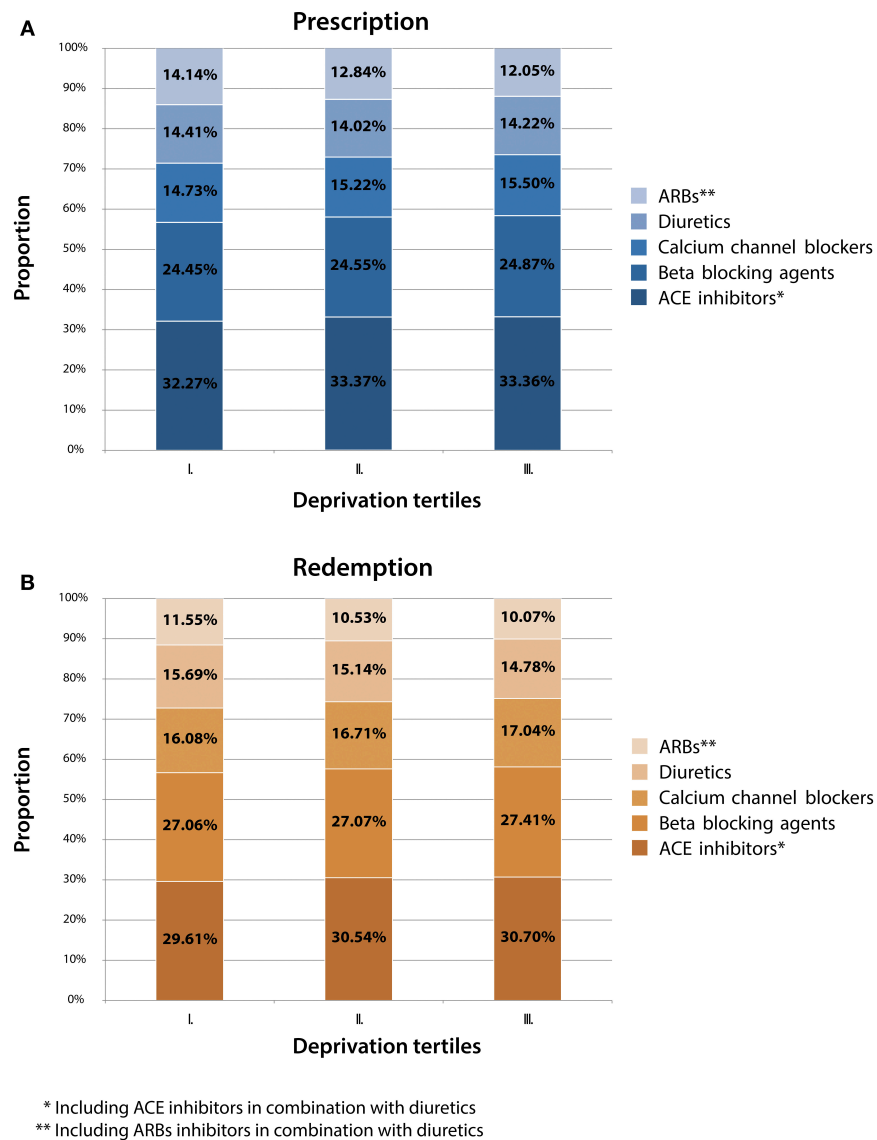 A
Prescription
100%
90%
80%
70%
60%
50%
40%
30%
20%
10%
0%
Proportion
14.14%
12.84%
12.05%
14.41%
14.02%
14.22%
14.73%
15.22%
15.50%
24.45%
24.55%
24.87%
32.27%
33.37%
33.36%
I.
II.
III.
Deprivation tertiles
ARBs**
Diuretics
Calcium channel blockers
Beta blocking agents
ACE inhibitors*
B
Redemption
100%
90%
80%
70%
60%
50%
40%
30%
20%
10%
0%
Proportion
11.55%
10.53%
10.07%
15.69%
15.14%
14.78%
16.08%
16.71%
17.04%
27.06%
27.07%
27.41%
29.61%
30.54%
30.70%
I.
II.
III.
Deprivation tertiles
ARBs**
Diuretics
Calcium channel blockers
Beta blocking agents
ACE inhibitors*
* Including ACE inhibitors in combination with diuretics
** Including ARBs inhibitors in combination with diuretics